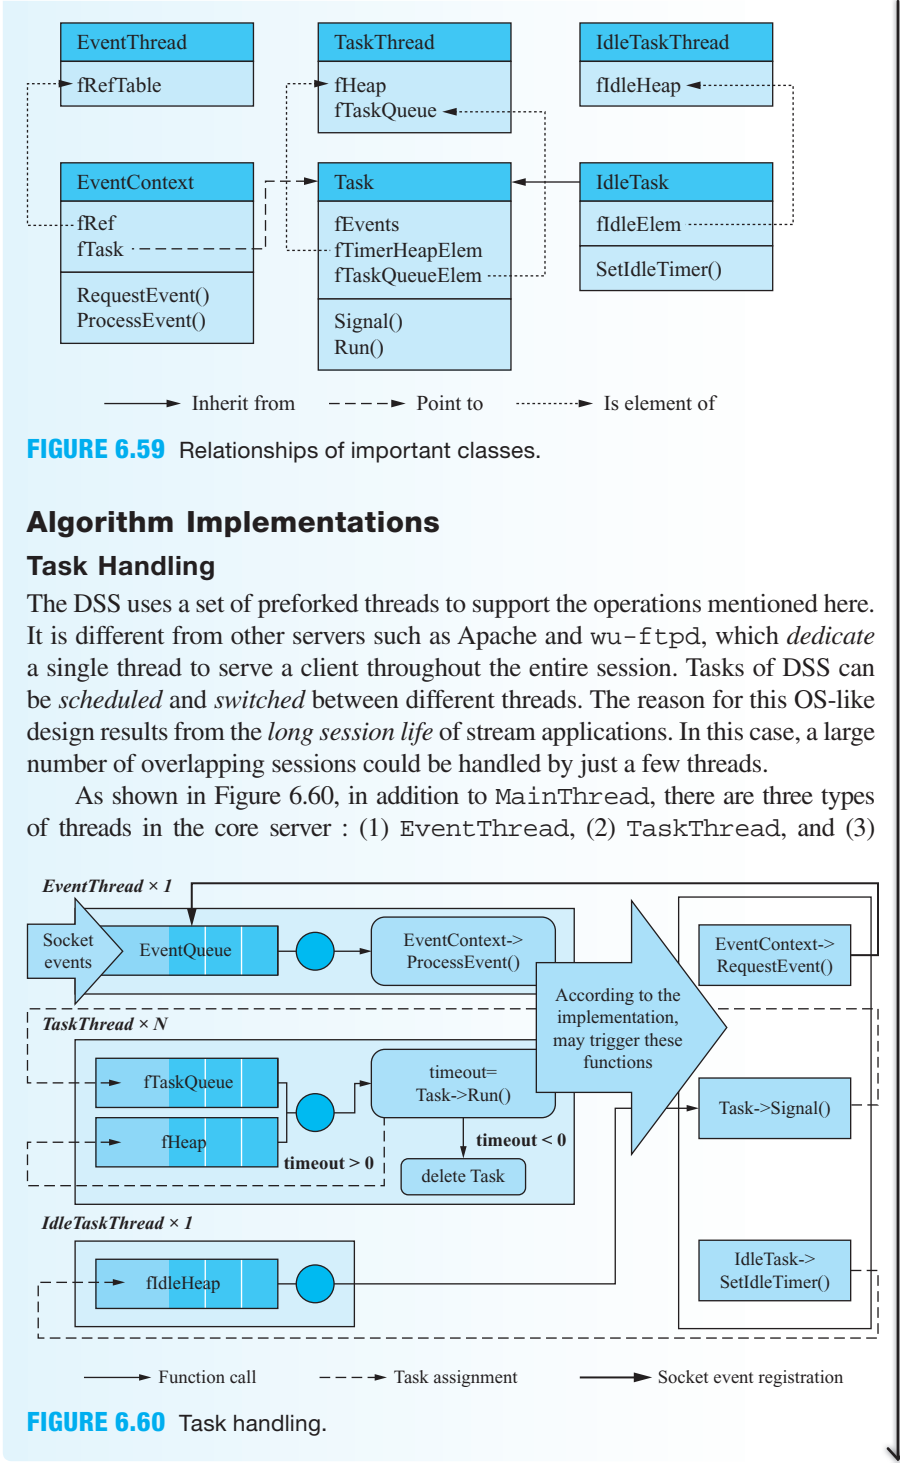 EventThread
fRefTable
TaskThread
fHeap
fTaskQueue
IdleTaskThread
fIdleHeap
EventContext
fRef
fTask
RequestEvent()
ProcessEvent()
Task
fEvents
fTimerHeapElem
fTaskQueueElem
Signal()
Run()
IdleTask
fIdleElem
SetIdleTimer()
Inherit from
Point to
Is element of
FIGURE 6.59 Relationships of important classes.
Algorithm Implementations
Task Handling
The DSS uses a set of preforked threads to support the operations mentioned here.
It is different from other servers such as Apache and wu-ftpd, which dedicate
a single thread to serve a client throughout the entire session. Tasks of DSS can
be scheduled and switched between different threads. The reason for this OS-like
design results from the long session life of stream applications. In this case, a large
number of overlapping sessions could be handled by just a few threads.
As shown in Figure 6.60, in addition to MainThread, there are three types
of threads in the core server : (1) EventThread, (2) TaskThread, and (3)
EventThread × 1
Socket
events
EventQueue
EventContext->
ProcessEvent()
According to the
implementation,
may trigger these
functions
EventContext->
RequestEvent()
TaskThread × N
fTaskQueue
fHeap
timeout=
Task->Run()
timeout > 0
timeout < 0
delete Task
Task->Signal()
IdleTaskThread × 1
fIdleHeap
IdleTask->
SetIdleTimer()
Function call
Task assignment
Socket event registration
FIGURE 6.60 Task handling.